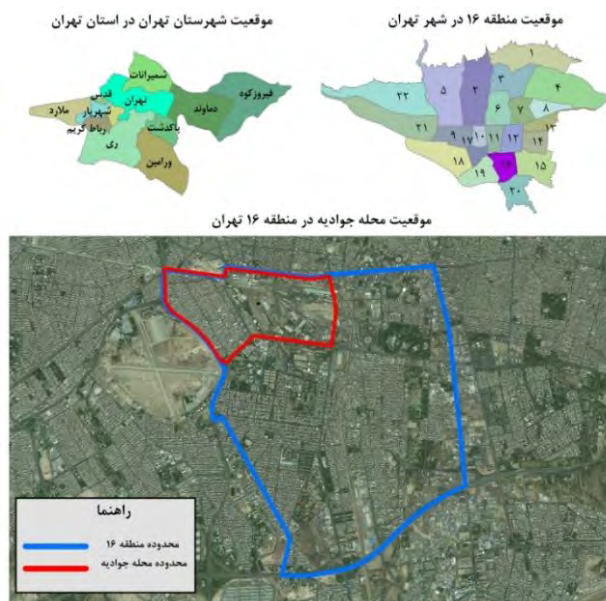 موقعیت شهرستان تهران در استان تهران
شمیرانات
فیروزکوه
قدس
تهران
دماوند
ملارد
شهریار
رباط کریم
پاکدشت
ری
ورامین
موقعیت منطقه ۱۶ در شهر تهران
۱
۲
۳
۴
۵
۲۲
۶
۷
۸
۲۱
۹
۱۰
۱۱
۱۲
۱۳
۱۴
۱۷
۱۸
۱۶
۱۵
۱۹
۲۰
موقعیت محله جوادیه در منطقه ۱۶ تهران
راهنما
محدوده منطقه ۱۶
محدوده محله جوادیه